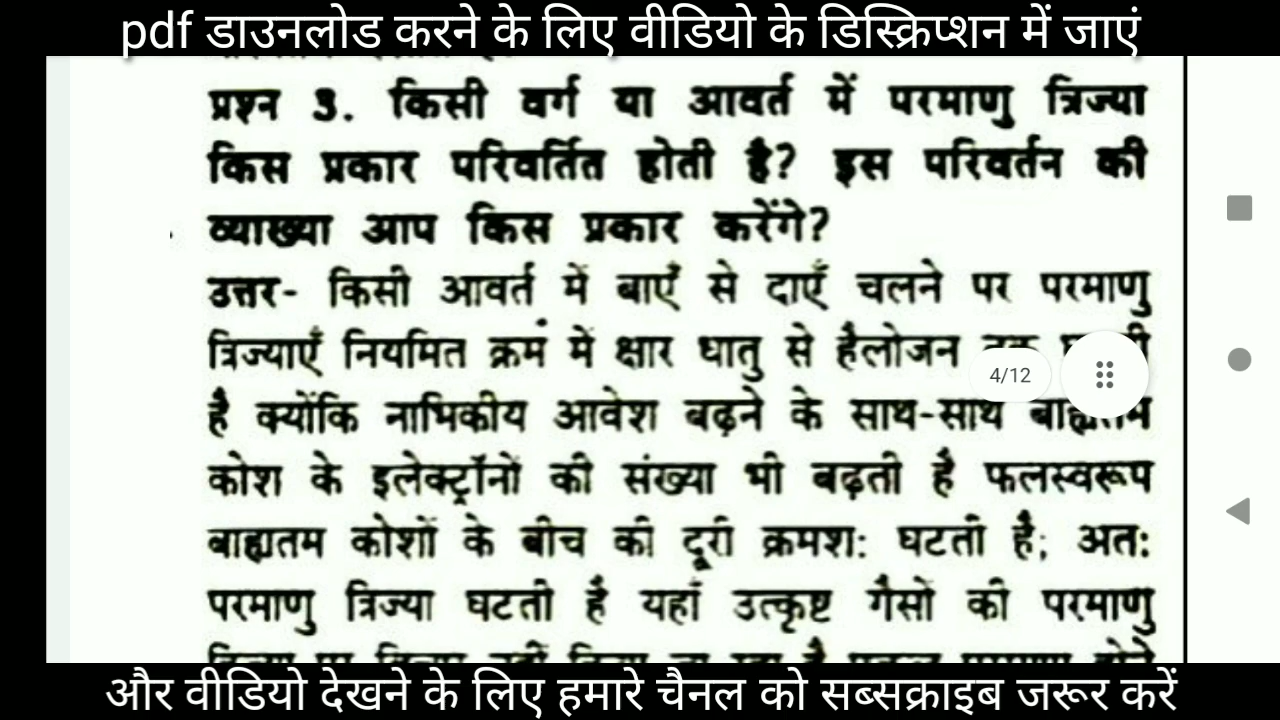 pdf डाउनलोड करने के लिए वीडियो के डिस्क्रिप्शन में जाएं
प्रश्न 3. किसी वर्ग या आवर्त में परमाणु त्रिज्या
किस प्रकार परिवर्तित होती है? इस परिवर्तन की
व्याख्या आप किस प्रकार करेंगे?
उत्तर- किसी आवर्त में बाएँ से दाएँ चलने पर परमाणु
त्रिज्याएँ नियमित क्रम में क्षार धातु से हैलोजन
4/12
है क्योंकि नाभिकीय आवेश बढ़ने के साथ-साथ बाह्यतम
कोश के इलेक्ट्रॉनों की संख्या भी बढ़ती है फलस्वरूप
बाह्यतम कोशों के बीच की दूरी क्रमश: घटती है; अत:
परमाणु त्रिज्या घटती है यहाँ उत्कृष्ट गैसों की परमाणु
और वीडियो देखने के लिए हमारे चैनल को सब्सक्राइब जरूर करें